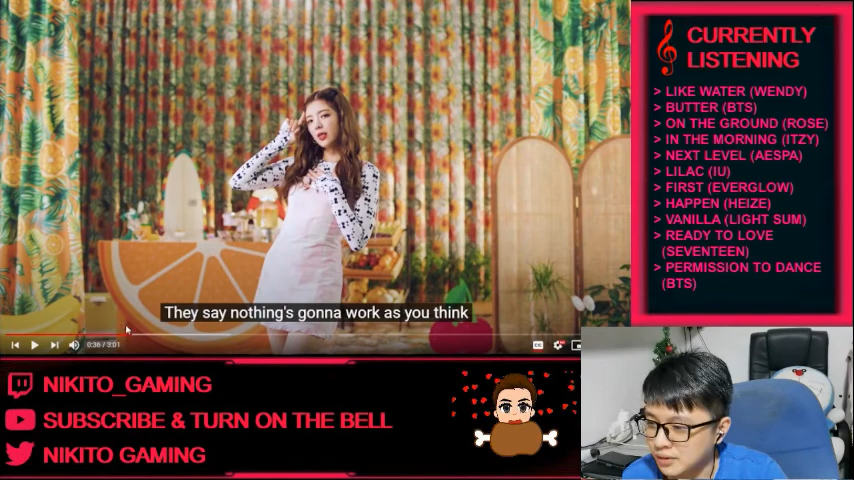 CURRENTLY
LISTENING
> LIKE WATER (WENDY)
> BUTTER (BTS)
> ON THE GROUND (ROSE)
> IN THE MORNING (ITZY)
> NEXT LEVEL (AESPA)
> LILAC (IU)
> FIRST (EVERGLOW)
> HAPPEN (HEIZE)
> VANILLA (LIGHT SUM)
> READY TO LOVE
(SEVENTEEN)
> PERMISSION TO DANCE
(BTS)
They say nothing's gonna work as you think
0:36 / 3:01
NIKITO_GAMING
SUBSCRIBE & TURN ON THE BELL
NIKITO GAMING